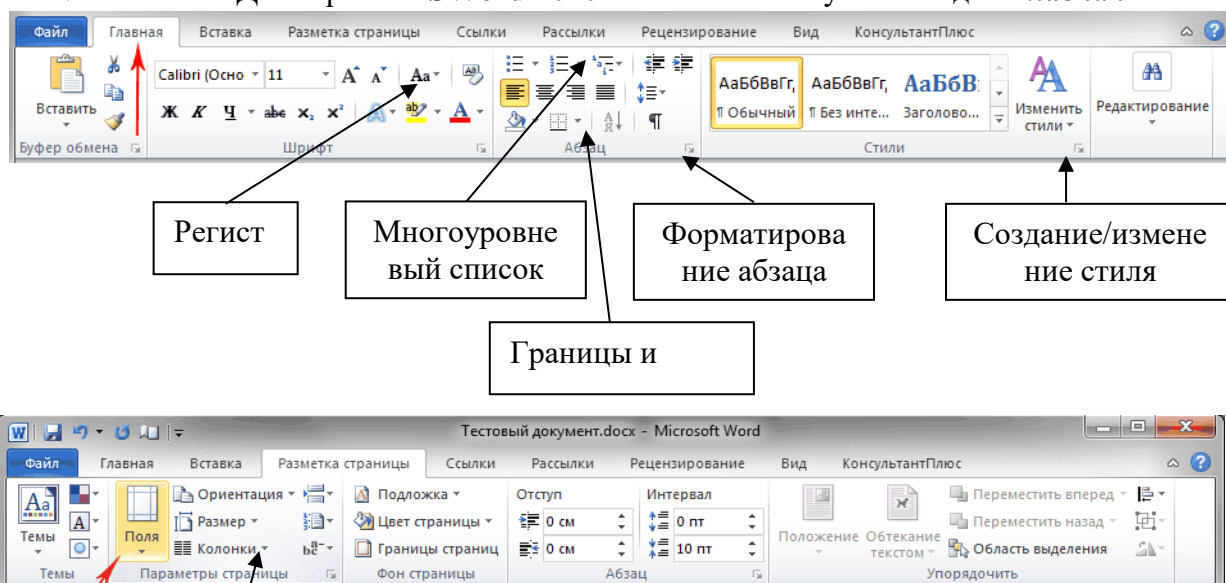 Файл Главная Вставка Разметка страницы Ссылки Рассылки Рецензирование Вид КонсультантПлюс
Calibri (Осно 11 Аа
Вставить Ж К Ч abc x₂ x² ab A
АаБбВвГг, АаБбВвГг, АаБбВ
¶ Обычный ¶ Без инте... Заголово...
Изменить стили Редактирование
Буфер обмена Шрифт Абзац Стили
Регист
Многоуровне
вый список
Форматирова
ние абзаца
Создание/измене
ние стиля
Границы и
Тестовый документ.docx - Microsoft Word
Файл Главная Вставка Разметка страницы Ссылки Рассылки Рецензирование Вид КонсультантПлюс
Ориентация Подложка Отступ Интервал Переместить вперед
Темы Поля Размер Цвет страницы 0 см 0 пт Положение Обтекание текстом Переместить назад
Колонки Границы страниц 0 см 10 пт Область выделения
Темы Параметры страницы Фон страницы Абзац Упорядочить